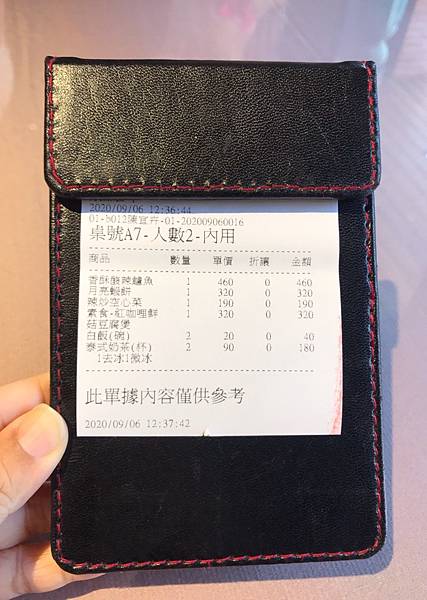 2020/09/06 12:36:44
01-b012陳宜卉-01-202009060016
桌號A7-人數2-內用
商品 數量 單價 折讓 金額
香酥酸辣鱸魚 1 460 0 460
月亮蝦餅 1 320 0 320
辣炒空心菜 1 190 0 190
素食-紅咖哩鮮 1 320 0 320
菇豆腐煲
白飯(碗) 2 20 0 40
泰式奶茶(杯) 2 90 0 180
1去冰1微冰
此單據內容僅供參考
2020/09/06 12:37:42